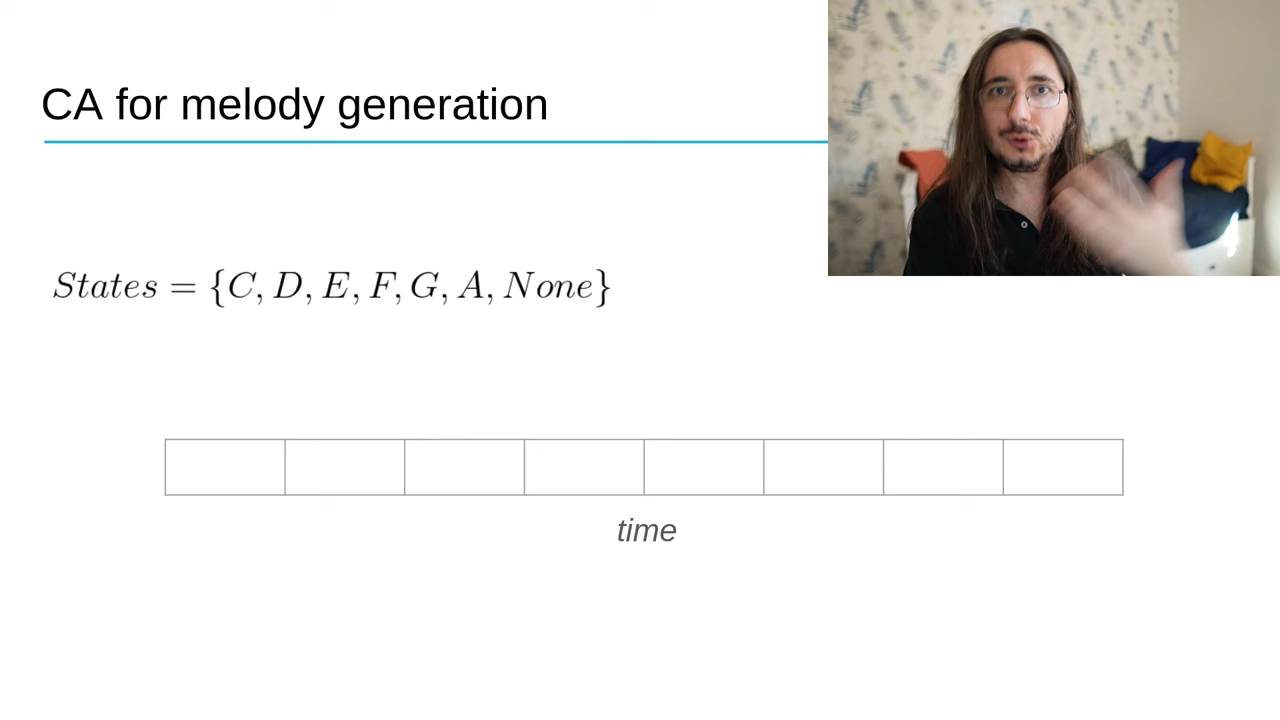 CA for melody generation
States = {C, D, E, F, G, A, None}
time